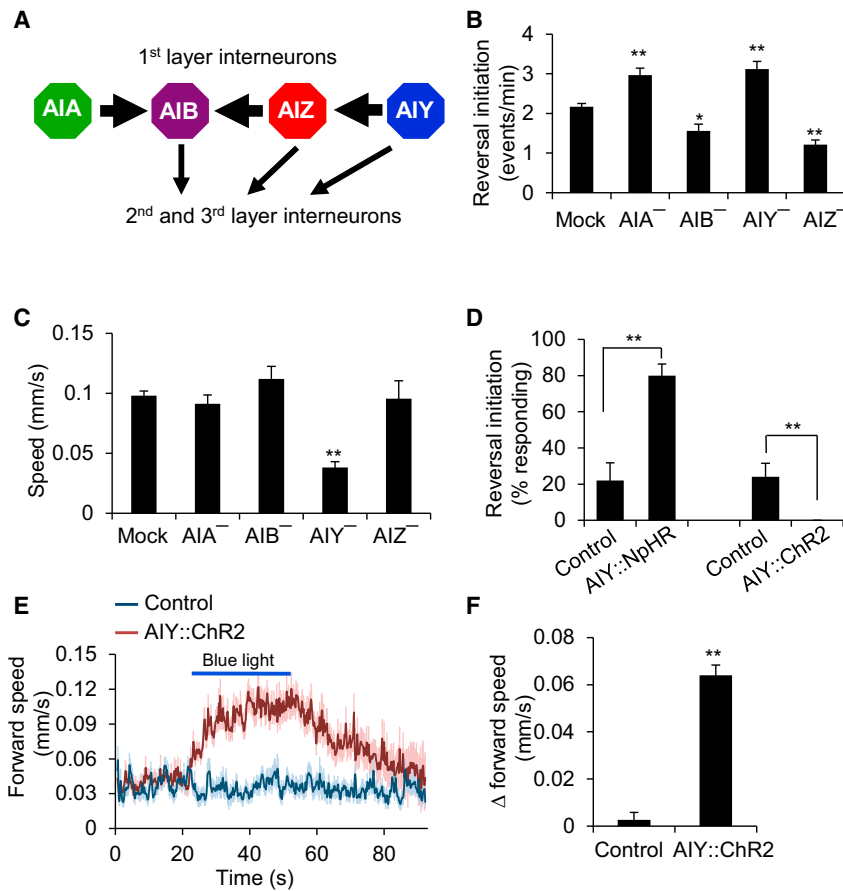 A
1st layer interneurons
AIA
AIB
AIZ
AIY
2nd and 3rd layer interneurons
B
Reversal initiation
(events/min)
4
3
2
1
0
**
*
**
**
Mock
AIA–
AIB–
AIY–
AIZ–
C
Speed (mm/s)
0.15
0.1
0.05
0
**
Mock
AIA–
AIB–
AIY–
AIZ–
D
Reversal initiation
(% responding)
100
80
60
40
20
0
**
**
Control
AIY::NpHR
Control
AIY::ChR2
E
Control
AIY::ChR2
Blue light
Forward speed
(mm/s)
0.15
0.12
0.09
0.06
0.03
0
0
20
40
60
80
Time (s)
F
Δ forward speed
(mm/s)
0.08
0.06
0.04
0.02
0
**
Control
AIY::ChR2